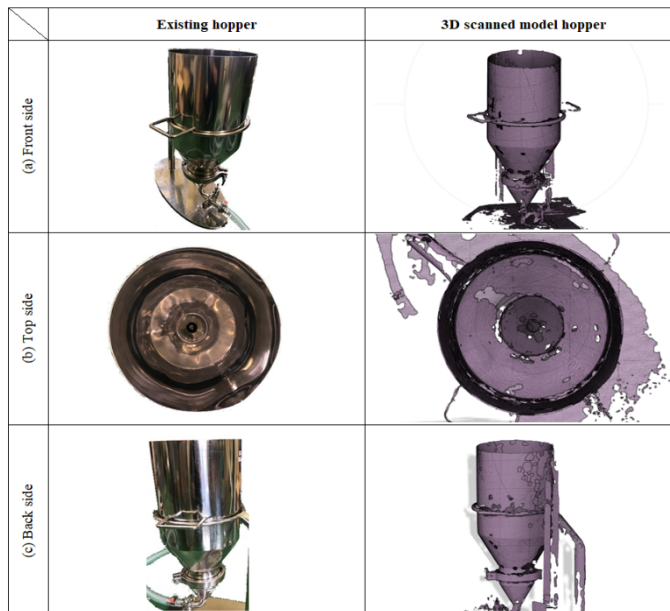 Existing hopper
3D scanned model hopper
(a) Front side
(b) Top side
(c) Back side